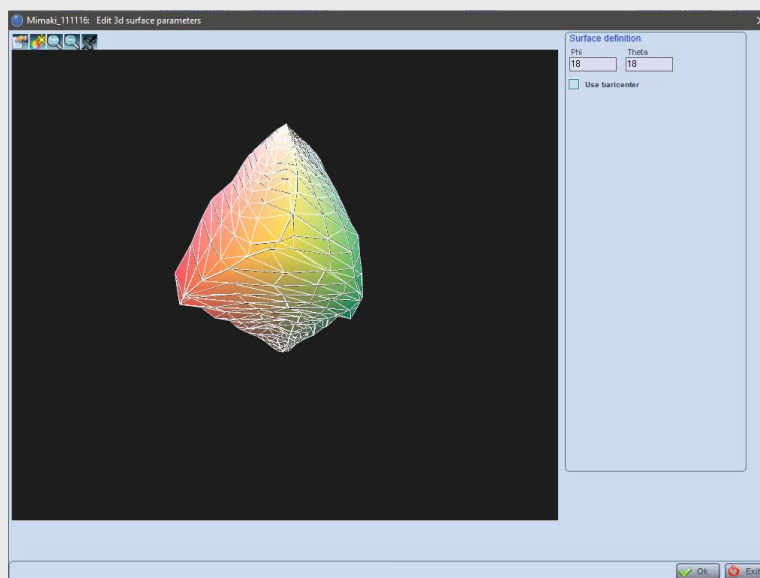 Mimaki_111116: Edit 3d surface parameters
Surface definition
Phi Theta
18 18
Use baricenter
Ok Exit